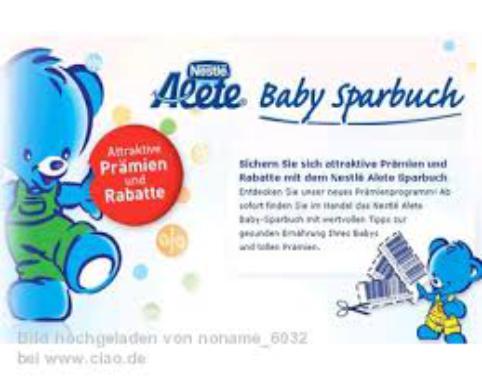 Nestlé.
Alete Baby Sparbuch
Attraktive
Prämien
und
Rabatte
Sichern Sie sich attraktive Prämien und
Rabatte mit dem Nestlé Alete Sparbuch
Entdecken Sie unser neues Prämienprogramm! Ab
sofort finden Sie im Handel das Nestlé Alete
Baby-Sparbuch mit wertvollen Tipps zur
gesunden Ernährung Ihres Babys
und tollen Prämien.
%
Bild hochgeladen von noname_6932
bei www.ciao.de